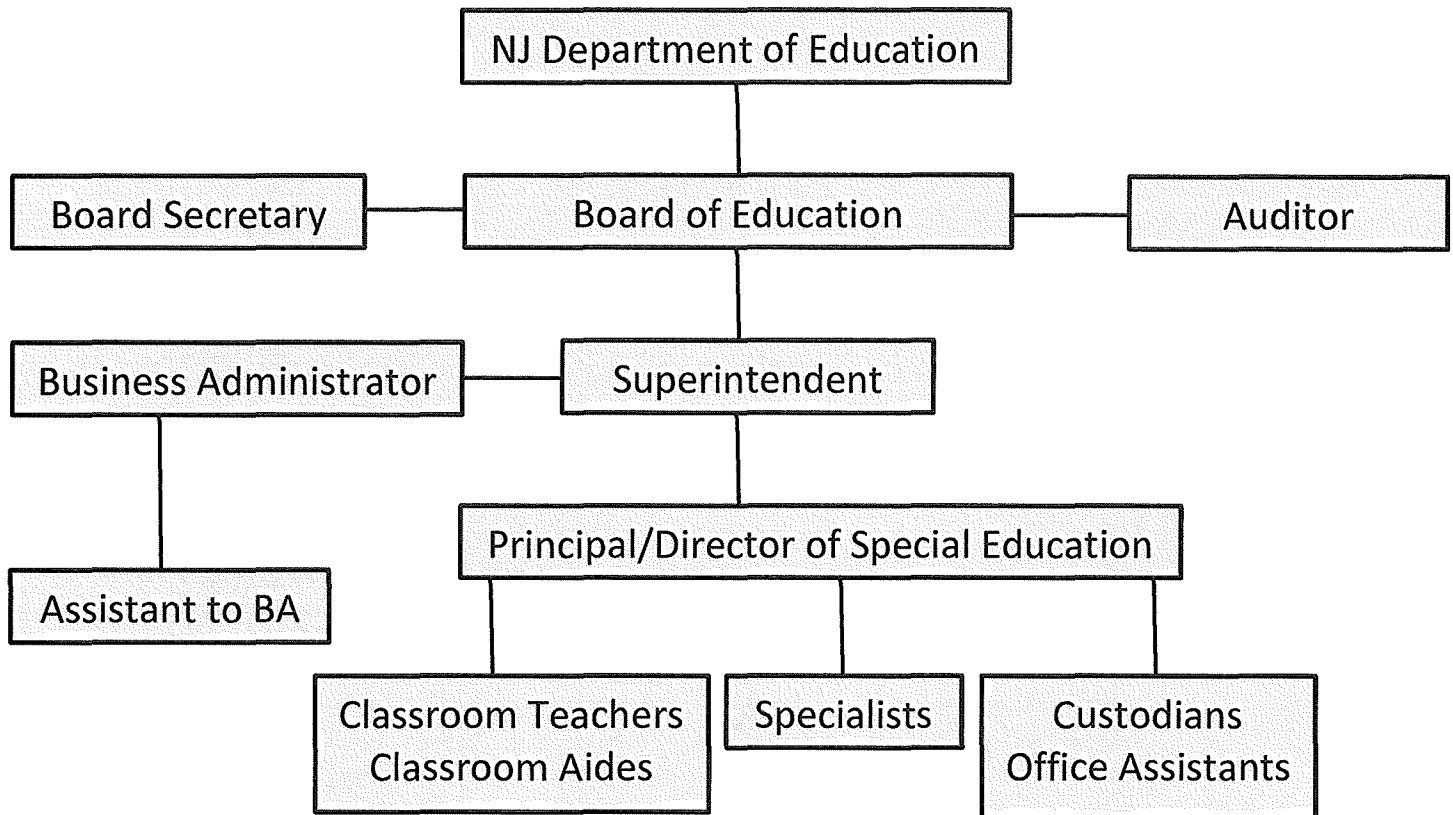 NJ Department of Education
Board Secretary
Board of Education
Auditor
Business Administrator
Superintendent
Principal/Director of Special Education
Assistant to BA
Classroom Teachers
Classroom Aides
Specialists
Custodians
Office Assistants